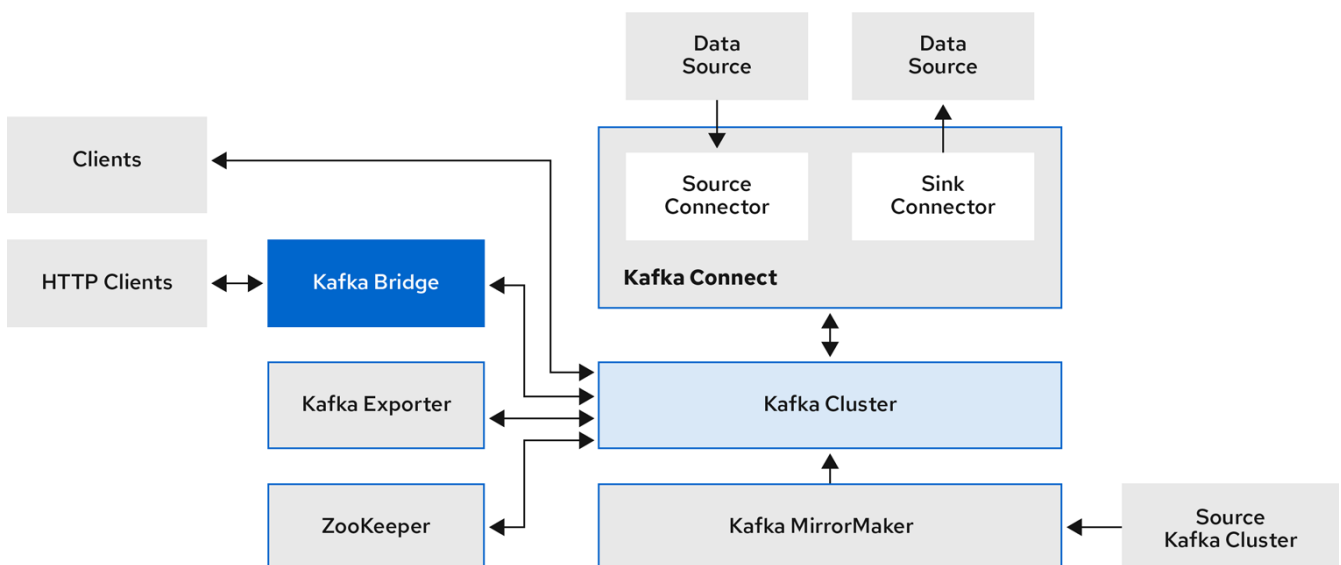 Data
Source
Data
Source
Clients
Source
Connector
Sink
Connector
HTTP Clients
Kafka Bridge
Kafka Connect
Kafka Exporter
Kafka Cluster
ZooKeeper
Kafka MirrorMaker
Source
Kafka Cluster